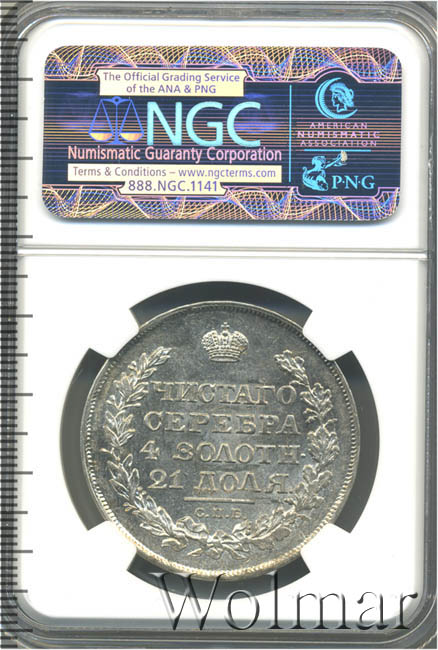 The Official Grading Service
of the ANA & PNG
NGC
Numismatic Guaranty Corporation
Terms & Conditions – www.ngcterms.com
888.NGC.1141
AMERICAN
NUMISMATIC
ASSOCIATION
P·N·G
ЧИСТАГО
СЕРЕБРА
4 ЗОЛОТН.
21 ДОЛЯ.
С.П.Б
Wolmar